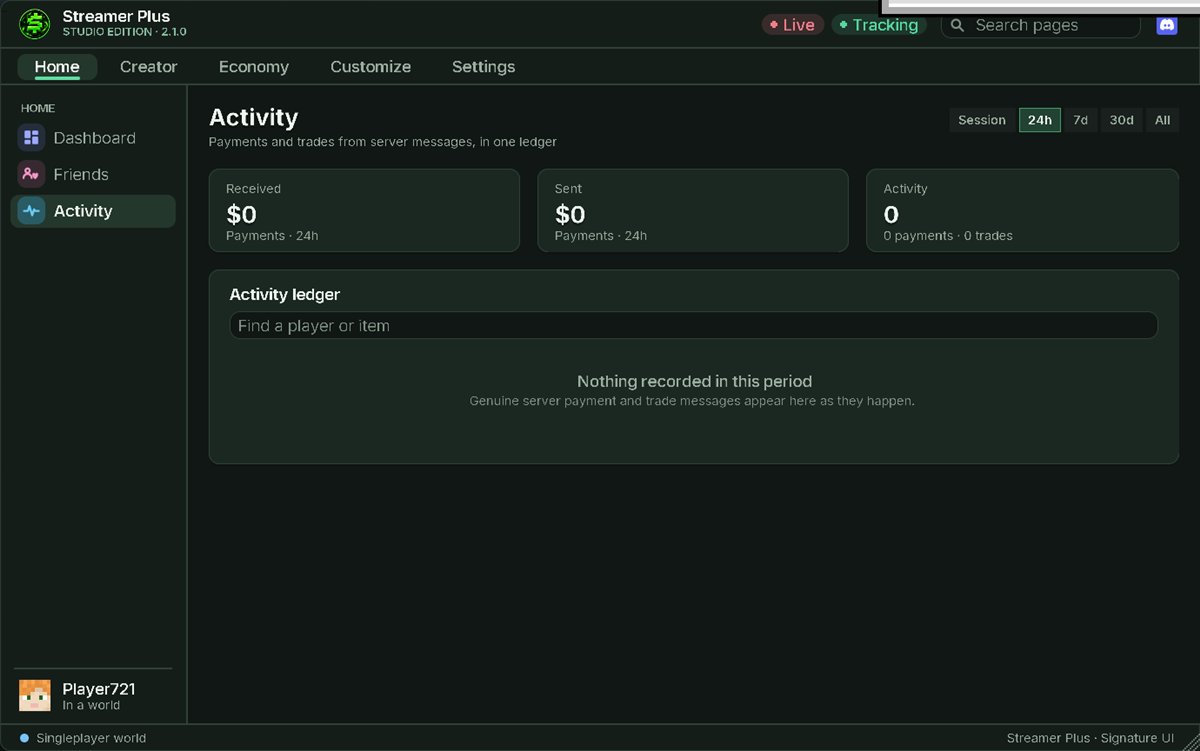 Streamer Plus
STUDIO EDITION · 2.1.0
Live
Tracking
Search pages
Home
Creator
Economy
Customize
Settings
HOME
Dashboard
Friends
Activity
Activity
Payments and trades from server messages, in one ledger
Session
24h
7d
30d
All
Received
$0
Payments · 24h
Sent
$0
Payments · 24h
Activity
0
0 payments · 0 trades
Activity ledger
Find a player or item
Nothing recorded in this period
Genuine server payment and trade messages appear here as they happen.
Player721
In a world
Singleplayer world
Streamer Plus · Signature UI